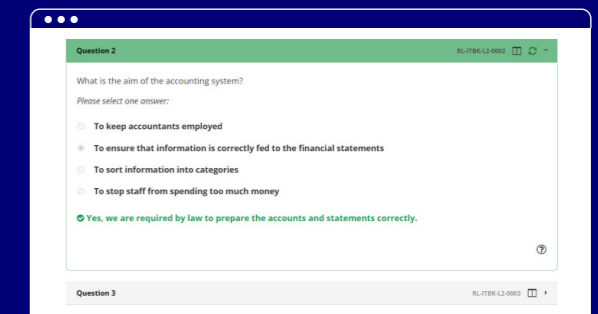 Question 2 RL-ITBK-L2-0002
What is the aim of the accounting system?
Please select one answer:
To keep accountants employed
To ensure that information is correctly fed to the financial statements
To sort information into categories
To stop staff from spending too much money
Yes, we are required by law to prepare the accounts and statements correctly.
Question 3 RL-ITBK-L2-0003